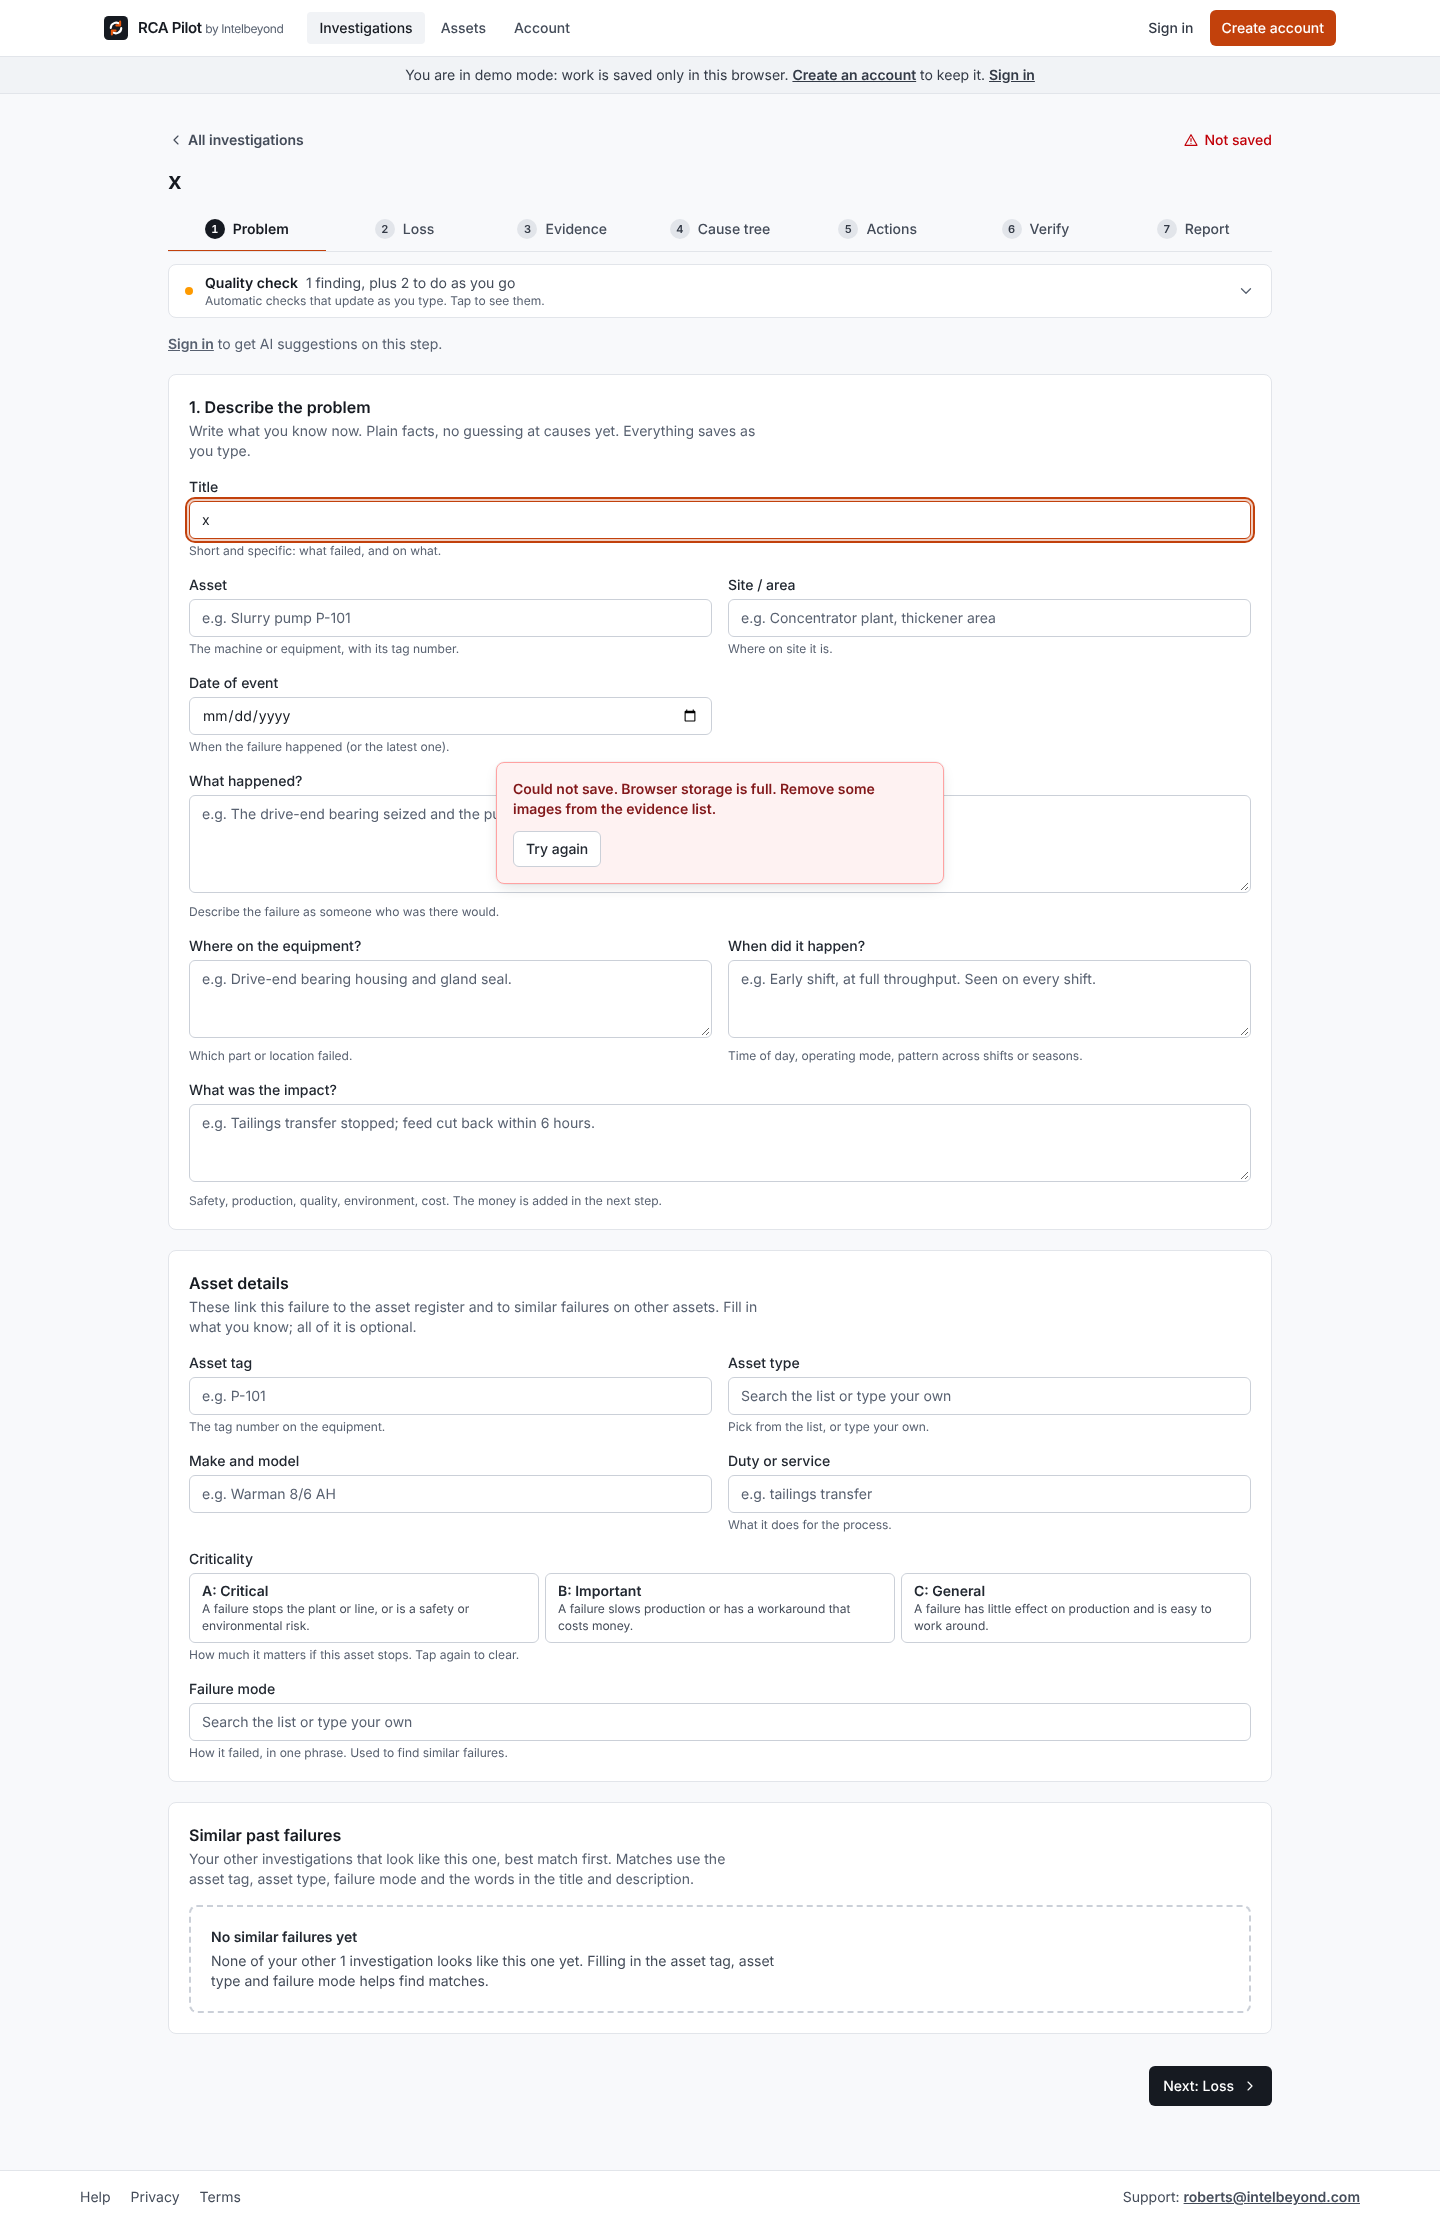 RCA Pilot by Intelbeyond
Investigations
Assets
Account
Sign in
Create account
You are in demo mode: work is saved only in this browser. Create an account to keep it. Sign in
All investigations
Not saved
x
1 Problem
2 Loss
3 Evidence
4 Cause tree
5 Actions
6 Verify
7 Report
Quality check 1 finding, plus 2 to do as you go
Automatic checks that update as you type. Tap to see them.
Sign in to get AI suggestions on this step.
1. Describe the problem
Write what you know now. Plain facts, no guessing at causes yet. Everything saves as
you type.
Title
x
Short and specific: what failed, and on what.
Asset
e.g. Slurry pump P-101
The machine or equipment, with its tag number.
Site / area
e.g. Concentrator plant, thickener area
Where on site it is.
Date of event
mm/dd/yyyy
When the failure happened (or the latest one).
What happened?
e.g. The drive-end bearing seized and the
Could not save. Browser storage is full. Remove some
images from the evidence list.
Try again
Describe the failure as someone who was there would.
Where on the equipment?
e.g. Drive-end bearing housing and gland seal.
Which part or location failed.
When did it happen?
e.g. Early shift, at full throughput. Seen on every shift.
Time of day, operating mode, pattern across shifts or seasons.
What was the impact?
e.g. Tailings transfer stopped; feed cut back within 6 hours.
Safety, production, quality, environment, cost. The money is added in the next step.
Asset details
These link this failure to the asset register and to similar failures on other assets. Fill in
what you know; all of it is optional.
Asset tag
e.g. P-101
The tag number on the equipment.
Asset type
Search the list or type your own
Pick from the list, or type your own.
Make and model
e.g. Warman 8/6 AH
Duty or service
e.g. tailings transfer
What it does for the process.
Criticality
A: Critical
A failure stops the plant or line, or is a safety or
environmental risk.
B: Important
A failure slows production or has a workaround that
costs money.
C: General
A failure has little effect on production and is easy to
work around.
How much it matters if this asset stops. Tap again to clear.
Failure mode
Search the list or type your own
How it failed, in one phrase. Used to find similar failures.
Similar past failures
Your other investigations that look like this one, best match first. Matches use the
asset tag, asset type, failure mode and the words in the title and description.
No similar failures yet
None of your other 1 investigation looks like this one yet. Filling in the asset tag, asset
type and failure mode helps find matches.
Next: Loss
Help
Privacy
Terms
Support: roberts@intelbeyond.com